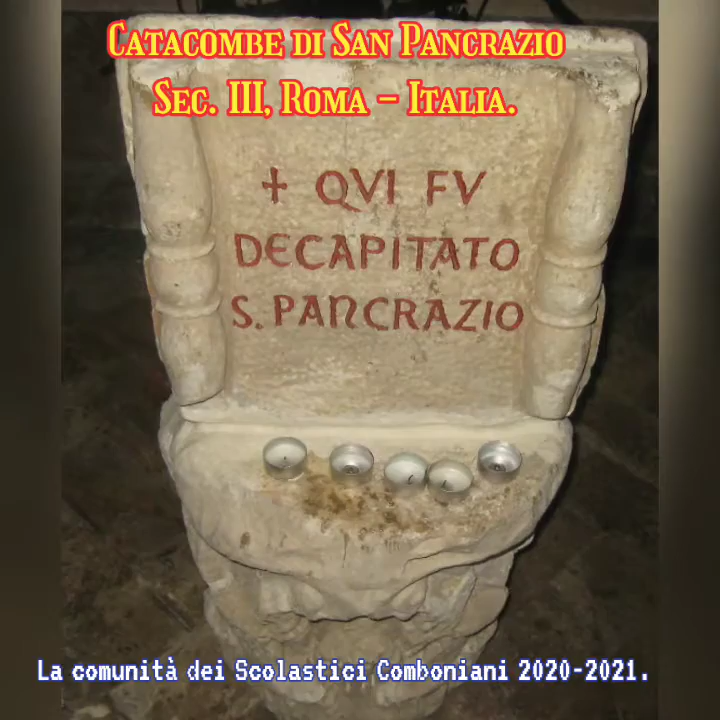 Catacombe di San Pancrazio
Sec. III, Roma - Italia.
+ QVI FV
DECAPITATO
S. PANCRAZIO
La comunità dei Scolastici Comboniani 2020-2021.